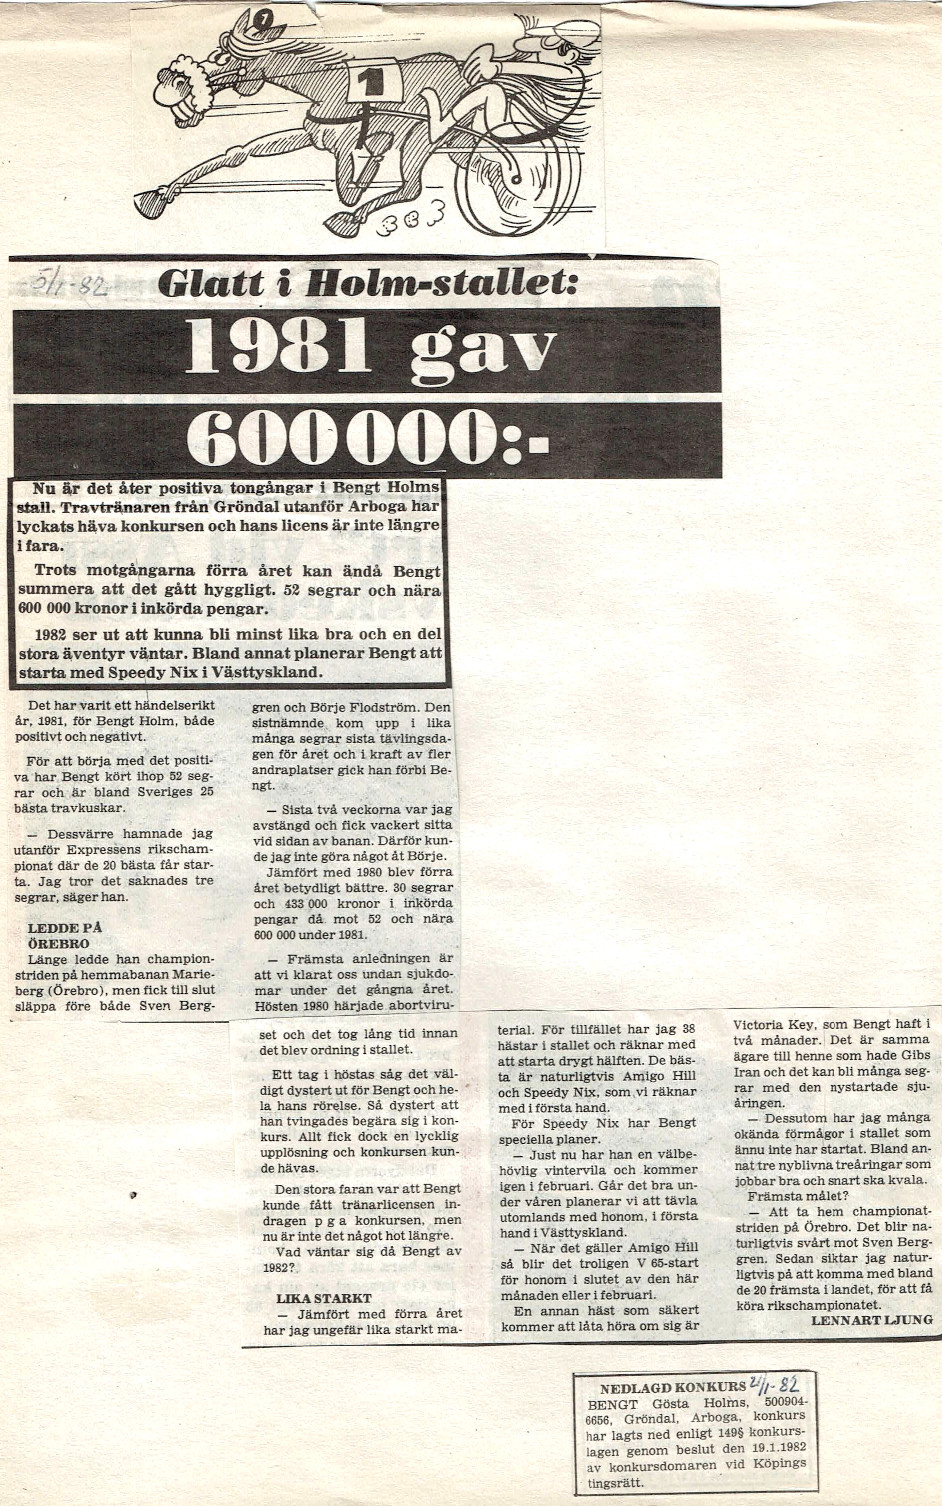 1
1
5/1-82
Glatt i Holm-stallet:
1981 gav
600 000:-
Nu är det åter positiva tongångar i Bengt Holms
stall. Travtränaren från Gröndal utanför Arboga har
lyckats häva konkursen och hans licens är inte längre
i fara.
Trots motgångarna förra året kan ändå Bengt
summera att det gått hyggligt. 52 segrar och nära
600 000 kronor i inkörda pengar.
1982 ser ut att kunna bli minst lika bra och en del
stora äventyr väntar. Bland annat planerar Bengt att
starta med Speedy Nix i Västtyskland.
Det har varit ett händelserikt
år, 1981, för Bengt Holm, både
positivt och negativt.
För att börja med det positi-
va har Bengt kört ihop 52 seg-
rar och är bland Sveriges 25
bästa travkuskar.
— Dessvärre hamnade jag
utanför Expressens rikscham-
pionat där de 20 bästa får star-
ta. Jag tror det saknades tre
segrar, säger han.
LEDDE PÅ
ÖREBRO
Länge ledde han champion-
striden på hemmabanan Marie-
berg (Örebro), men fick till slut
släppa före både Sven Berg-
gren och Börje Flodström. Den
sistnämnde kom upp i lika
många segrar sista tävlingsda-
gen för året och i kraft av fler
andraplatser gick han förbi Be-
ngt.
— Sista två veckorna var jag
avstängd och fick vackert sitta
vid sidan av banan. Därför kun-
de jag inte göra något åt Börje.
Jämfört med 1980 blev förra
året betydligt bättre. 30 segrar
och 433 000 kronor i inkörda
pengar då mot 52 och nära
600 000 under 1981.
— Främsta anledningen är
att vi klarat oss undan sjukdo-
mar under det gångna året.
Hösten 1980 härjade abortviru-
set och det tog lång tid innan
det blev ordning i stallet.
Ett tag i höstas såg det väl-
digt dystert ut för Bengt och he-
la hans rörelse. Så dystert att
han tvingades begära sig i kon-
kurs. Allt fick dock en lycklig
upplösning och konkursen kun-
de hävas.
Den stora faran var att Bengt
kunde fått tränarlicensen in-
dragen p g a konkursen, men
nu är inte det något hot längre.
Vad väntar sig då Bengt av
1982?
LIKA STARKT
— Jämfört med förra året
har jag ungefär lika starkt ma-
terial. För tillfället har jag 38
hästar i stallet och räknar med
att starta drygt hälften. De bäs-
ta är naturligtvis Amigo Hill
och Speedy Nix, som vi räknar
med i första hand.
För Speedy Nix har Bengt
speciella planer.
— Just nu har han en välbe-
hövlig vintervila och kommer
igen i februari. Går det bra un-
der våren planerar vi att tävla
utomlands med honom, i första
hand i Västtyskland.
— När det gäller Amigo Hill
så blir det troligen V 65-start
för honom i slutet av den här
månaden eller i februari.
En annan häst som säkert
kommer att låta höra om sig är
Victoria Key, som Bengt haft i
två månader. Det är samma
ägare till henne som hade Gibs
Iran och det kan bli många seg-
rar med den nystartade sju-
åringen.
— Dessutom har jag många
okända förmågor i stallet som
ännu inte har startat. Bland an-
nat tre nyblivna treåringar som
jobbar bra och snart ska kvala.
Främsta målet?
— Att ta hem championat-
striden på Örebro. Det blir na-
turligtvis svårt mot Sven Berg-
gren. Sedan siktar jag natur-
ligtvis på att komma med bland
de 20 främsta i landet, för att få
köra rikschampionatet.
LENNART LJUNG
NEDLAGD KONKURS 21/1-82
BENGT Gösta Holms, 500904-
6656, Gröndal, Arboga, konkurs
har lagts ned enligt 149§ konkurs-
lagen genom beslut den 19.1.1982
av konkursdomaren vid Köpings
tingsrätt.